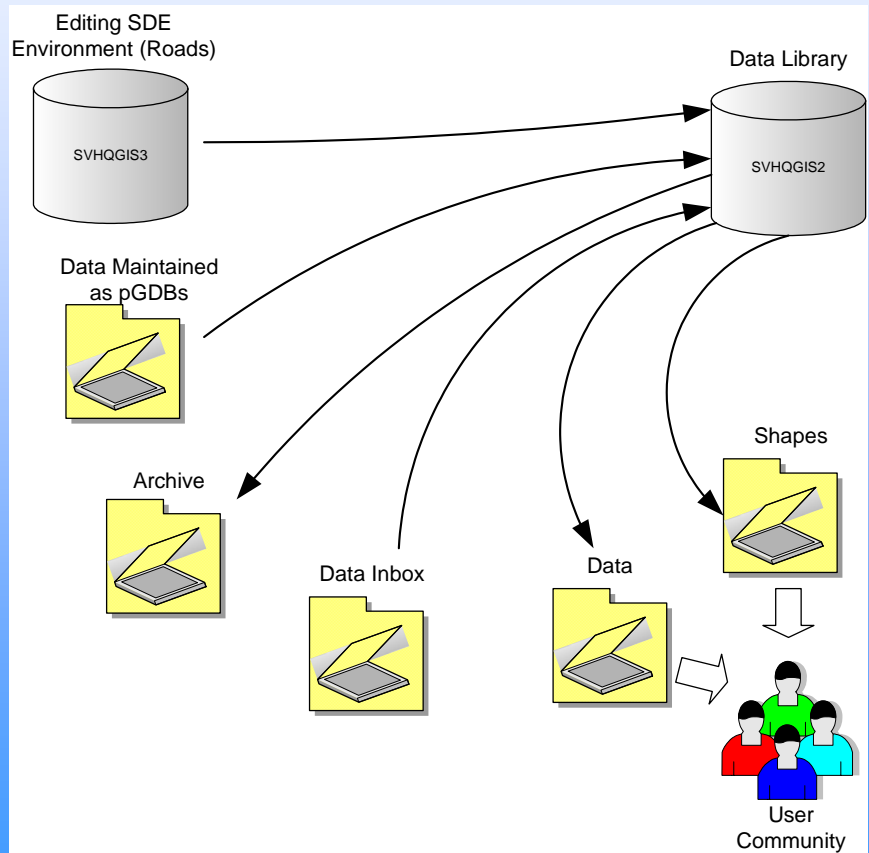 Editing SDE
Environment (Roads)
Data Library
SVHQGIS3
SVHQGIS2
Data Maintained
as pGDBs
Shapes
Archive
Data Inbox
Data
User
Community